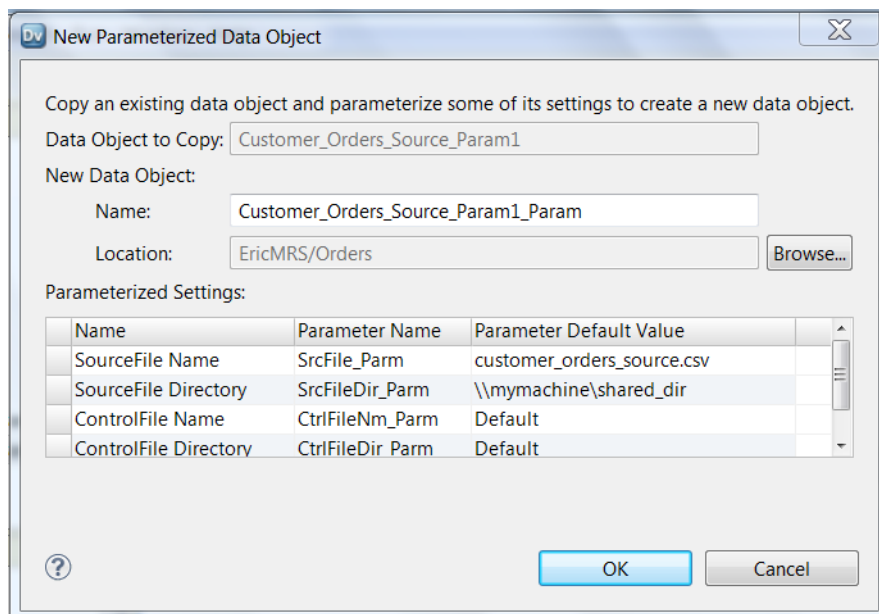 Dv New Parameterized Data Object
Copy an existing data object and parameterize some of its settings to create a new data object.
Data Object to Copy: Customer_Orders_Source_Param1
New Data Object:
Name: Customer_Orders_Source_Param1_Param
Location: EricMRS/Orders Browse...
Parameterized Settings:
Name Parameter Name Parameter Default Value
SourceFile Name SrcFile_Parm customer_orders_source.csv
SourceFile Directory SrcFileDir_Parm \\mymachine\shared_dir
ControlFile Name CtrlFileNm_Parm Default
ControlFile Directory CtrlFileDir_Parm Default
? OK Cancel